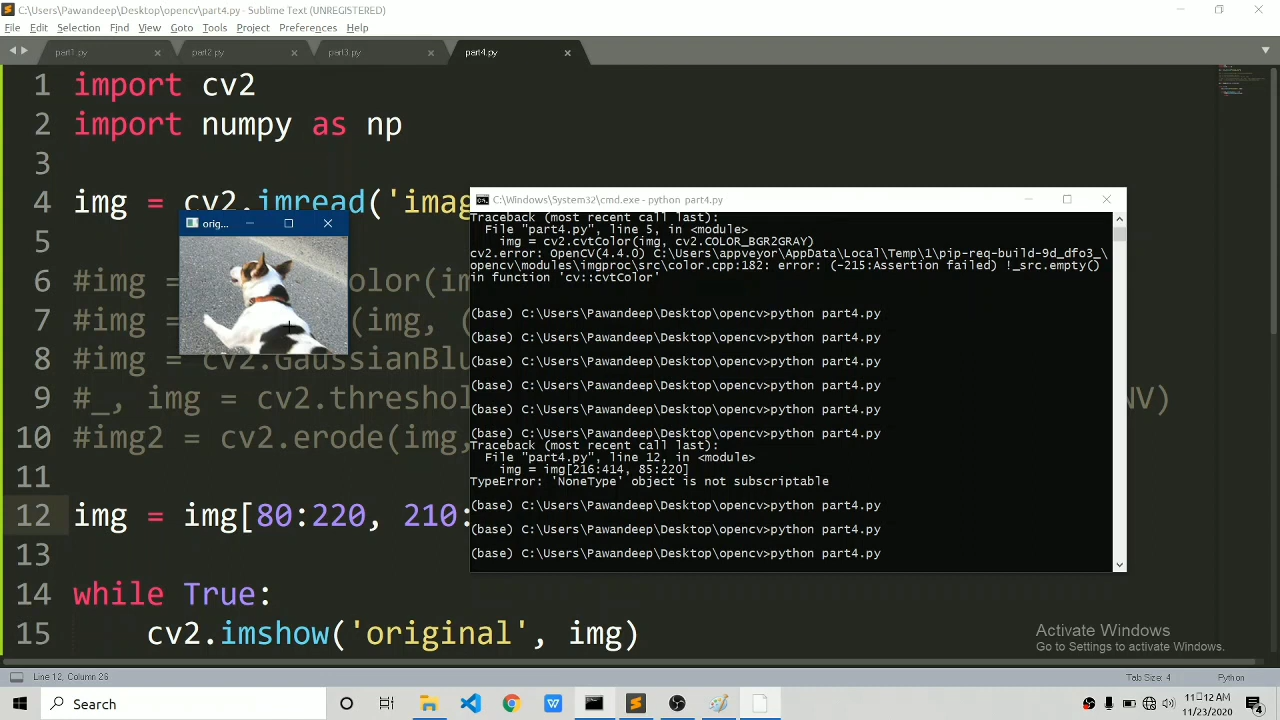 C:\Users\Pawandeep\Desktop\opencv\part4.py - Sublime Text (UNREGISTERED)
File Edit Selection Find View Goto Tools Project Preferences Help
part1.py part2.py part3.py part4.py
1 import cv2
2 import numpy as np
3
4 img = cv2.imread('imag
5
6 #img = color(im
7 #img = (img, (
8 #img = cv2.GaussianBlu
9 #_, img = cv2.thresho NV)
10 #img2 = cv2.erode(img,
11
12 img = img[80:220, 210:
13
14 while True:
15 cv2.imshow('original', img)
orig...
C:\Windows\System32\cmd.exe - python part4.py
Traceback (most recent call last):
File "part4.py", line 5, in <module>
img = cv2.cvtColor(img, cv2.COLOR_BGR2GRAY)
cv2.error: OpenCV(4.4.0) C:\Users\appveyor\AppData\Local\Temp\1\pip-req-build-9d_dfo3_\
opencv\modules\imgproc\src\color.cpp:182: error: (-215:Assertion failed) !_src.empty()
in function 'cv::cvtColor'
(base) C:\Users\Pawandeep\Desktop\opencv>python part4.py
(base) C:\Users\Pawandeep\Desktop\opencv>python part4.py
(base) C:\Users\Pawandeep\Desktop\opencv>python part4.py
(base) C:\Users\Pawandeep\Desktop\opencv>python part4.py
(base) C:\Users\Pawandeep\Desktop\opencv>python part4.py
(base) C:\Users\Pawandeep\Desktop\opencv>python part4.py
Traceback (most recent call last):
File "part4.py", line 12, in <module>
img = img[216:414, 85:220]
TypeError: 'NoneType' object is not subscriptable
(base) C:\Users\Pawandeep\Desktop\opencv>python part4.py
(base) C:\Users\Pawandeep\Desktop\opencv>python part4.py
(base) C:\Users\Pawandeep\Desktop\opencv>python part4.py
Activate Windows
Go to Settings to activate Windows.
Line 12, Column 26 Tab Size: 4 Python
Search
11:12 AM
11/23/2020
4